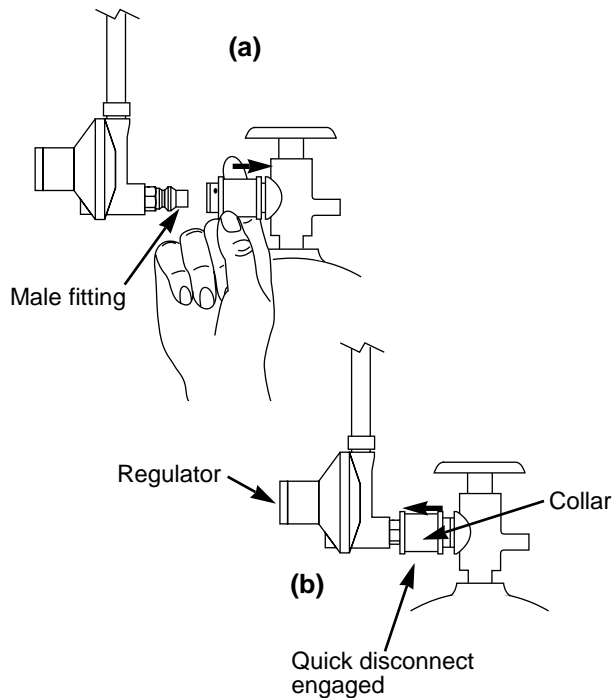 (a)
Male fitting
Regulator
Collar
(b)
Quick disconnect
engaged